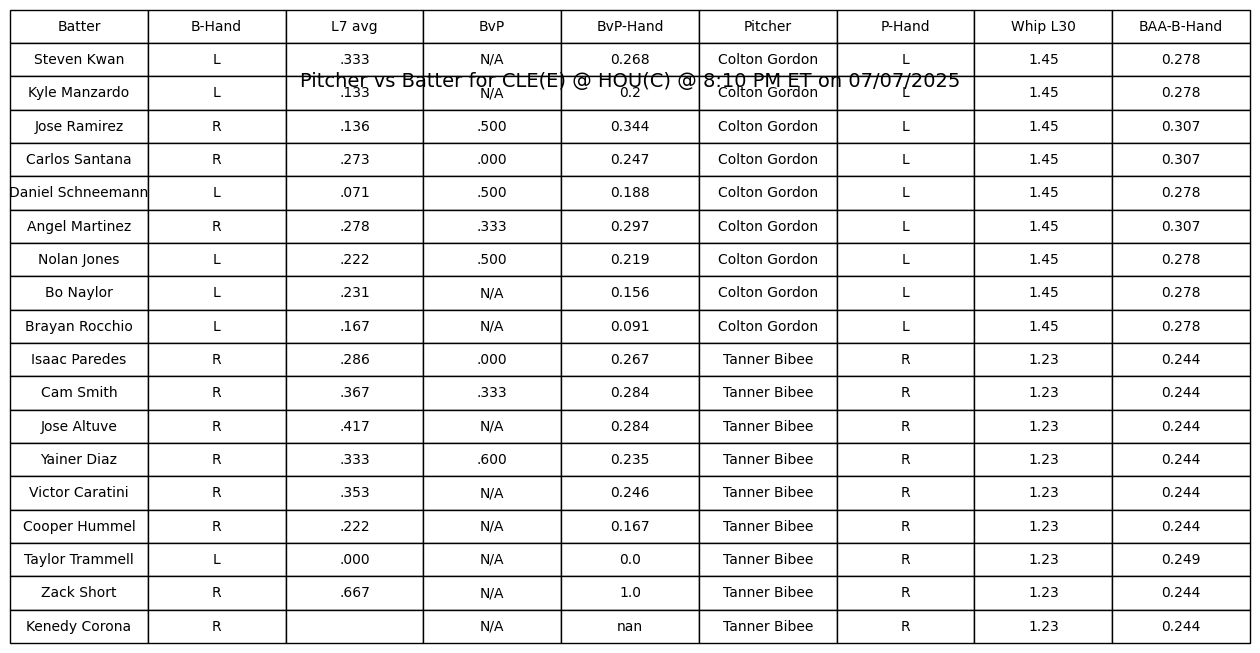 Batter B-Hand L7 avg BvP BvP-Hand Pitcher P-Hand Whip L30 BAA-B-Hand
Steven Kwan L .333 N/A 0.268 Colton Gordon L 1.45 0.278
Pitcher vs Batter for CLE(E) @ HOU(C) @ 8:10 PM ET on 07/07/2025
Kyle Manzardo L .133 N/A 0.2 Colton Gordon L 1.45 0.278
Jose Ramirez R .136 .500 0.344 Colton Gordon L 1.45 0.307
Carlos Santana R .273 .000 0.247 Colton Gordon L 1.45 0.307
Daniel Schneemann L .071 .500 0.188 Colton Gordon L 1.45 0.278
Angel Martinez R .278 .333 0.297 Colton Gordon L 1.45 0.307
Nolan Jones L .222 .500 0.219 Colton Gordon L 1.45 0.278
Bo Naylor L .231 N/A 0.156 Colton Gordon L 1.45 0.278
Brayan Rocchio L .167 N/A 0.091 Colton Gordon L 1.45 0.278
Isaac Paredes R .286 .000 0.267 Tanner Bibee R 1.23 0.244
Cam Smith R .367 .333 0.284 Tanner Bibee R 1.23 0.244
Jose Altuve R .417 N/A 0.284 Tanner Bibee R 1.23 0.244
Yainer Diaz R .333 .600 0.235 Tanner Bibee R 1.23 0.244
Victor Caratini R .353 N/A 0.246 Tanner Bibee R 1.23 0.244
Cooper Hummel R .222 N/A 0.167 Tanner Bibee R 1.23 0.244
Taylor Trammell L .000 N/A 0.0 Tanner Bibee R 1.23 0.249
Zack Short R .667 N/A 1.0 Tanner Bibee R 1.23 0.244
Kenedy Corona R N/A nan Tanner Bibee R 1.23 0.244